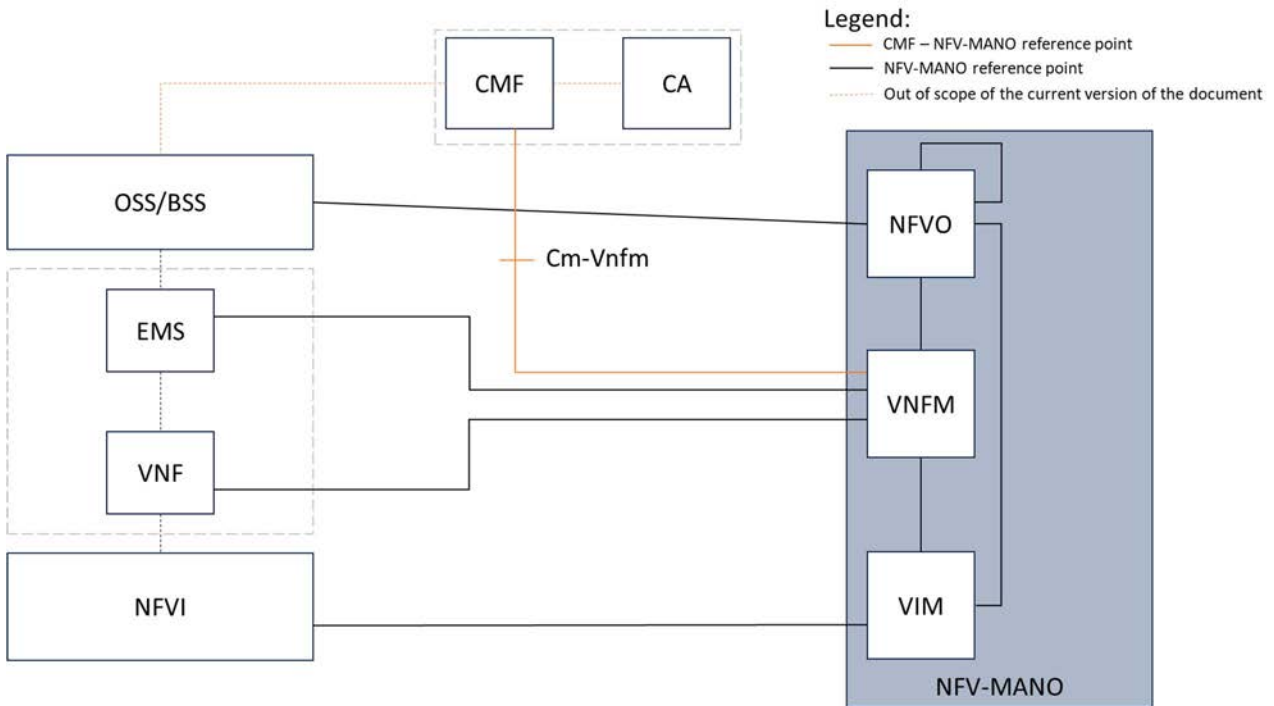 Legend:
CMF – NFV-MANO reference point
NFV-MANO reference point
Out of scope of the current version of the document
CMF
CA
OSS/BSS
NFVO
Cm-Vnfm
EMS
VNFM
VNF
NFVI
VIM
NFV-MANO